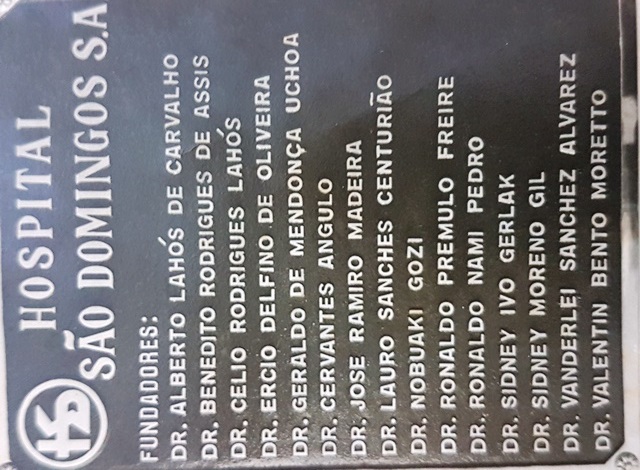 HOSPITAL
SÃO DOMINGOS S.A
FUNDADORES:
DR. ALBERTO LAHÓS DE CARVALHO
DR. BENEDITO RODRIGUES DE ASSIS
DR. CELIO RODRIGUES LAHÓS
DR. ERCIO DELFINO DE OLIVEIRA
DR. GERALDO DE MENDONÇA UCHOA
DR. CERVANTES ANGULO
DR. JOSE RAMIRO MADEIRA
DR. LAURO SANCHES CENTURIÃO
DR. NOBUAKI GOZI
DR. RONALDO PREMULO FREIRE
DR. RONALDO NAMI PEDRO
DR. SIDNEY IVO GERLAK
DR. SIDNEY MORENO GIL
DR. VANDERLEI SANCHEZ ALVAREZ
DR. VALENTIN BENTO MORETTO